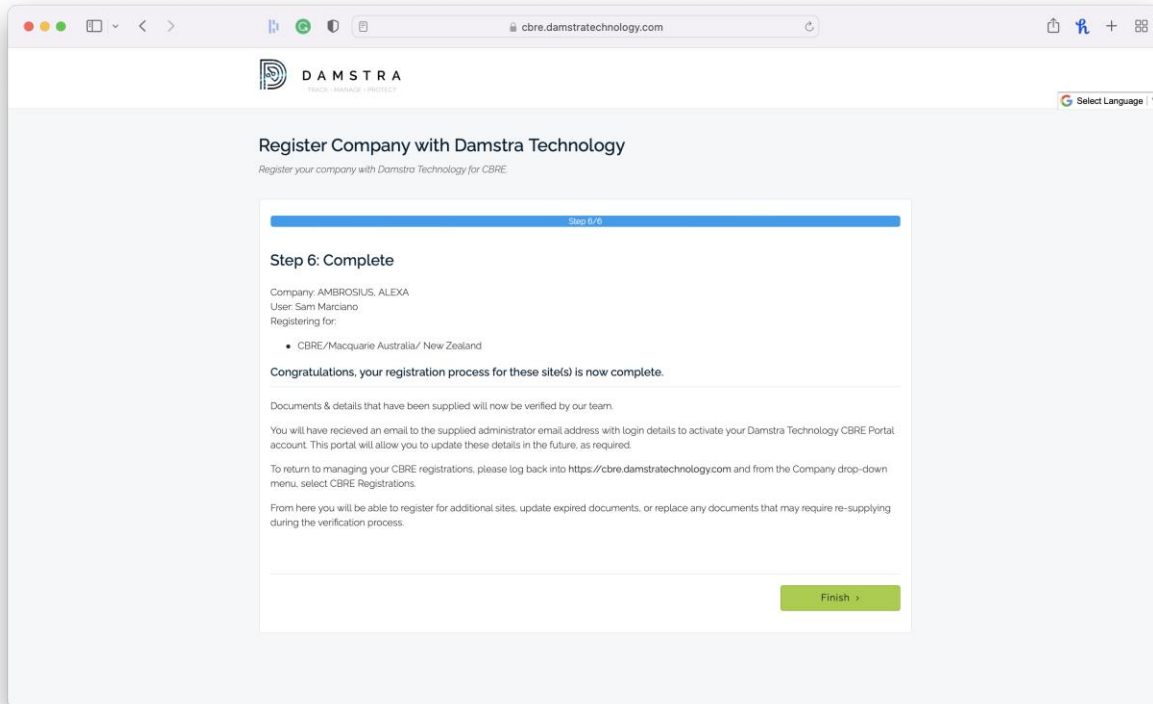 cbre.damstratechnology.com
DAMSTRA
TRACK • MANAGE • PROTECT
Select Language
Register Company with Damstra Technology
Register your company with Damstra Technology for CBRE.
Step 6/6
Step 6: Complete
Company: AMBROSIUS, ALEXA
User: Sam Marciano
Registering for:
• CBRE/Macquarie Australia/ New Zealand
Congratulations, your registration process for these site(s) is now complete.
Documents & details that have been supplied will now be verified by our team.
You will have recieved an email to the supplied administrator email address with login details to activate your Damstra Technology CBRE Portal
account. This portal will allow you to update these details in the future, as required.
To return to managing your CBRE registrations, please log back into https://cbre.damstratechnology.com and from the Company drop-down
menu, select CBRE Registrations.
From here you will be able to register for additional sites, update expired documents, or replace any documents that may require re-supplying
during the verification process.
Finish ›